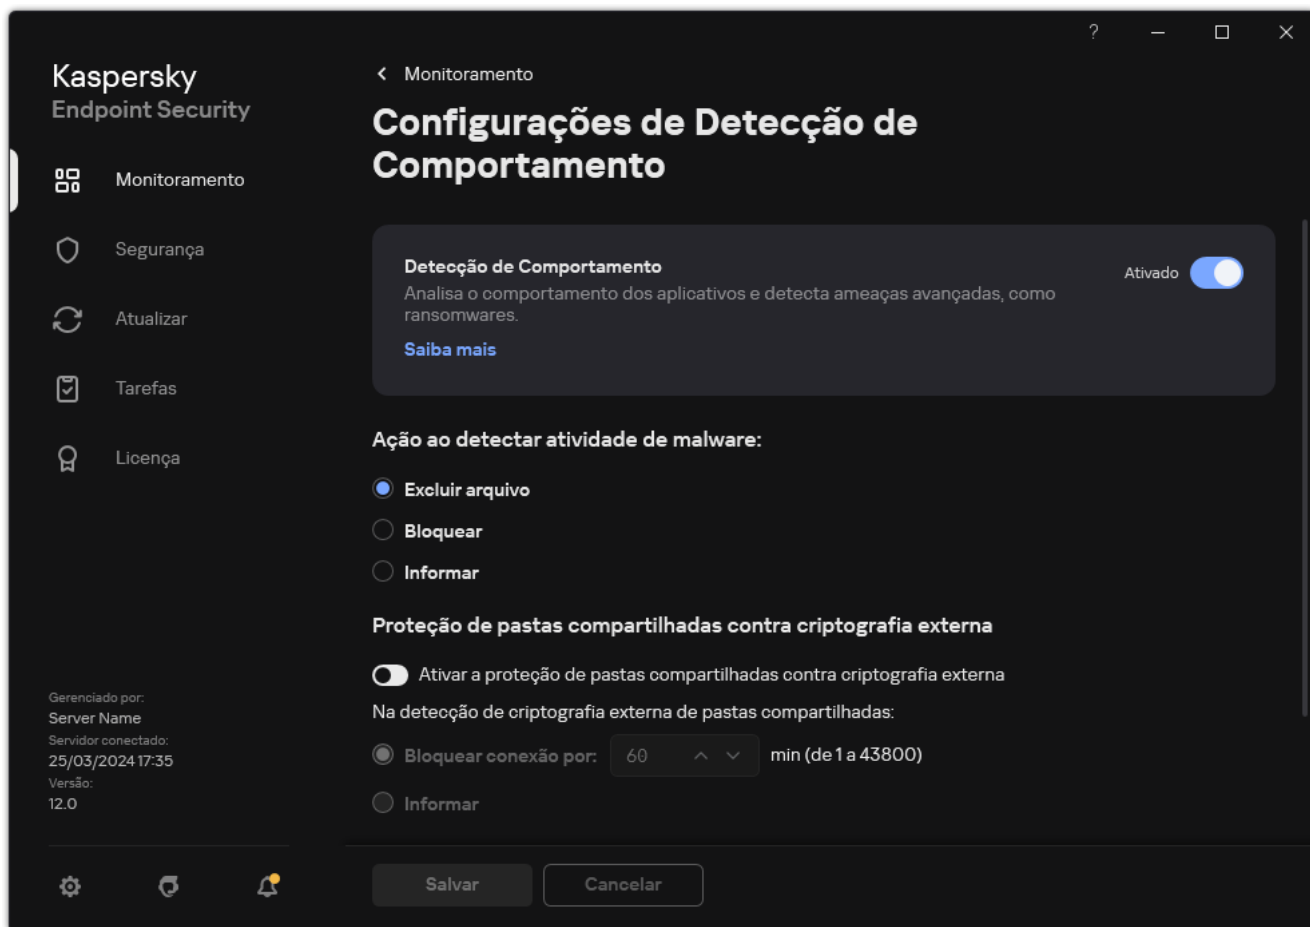 ?
Kaspersky
Endpoint Security
Monitoramento
Segurança
Atualizar
Tarefas
Licença
Gerenciado por:
Server Name
Servidor conectado:
25/03/2024 17:35
Versão:
12.0
Monitoramento
Configurações de Detecção de
Comportamento
Detecção de Comportamento
Ativado
Analisa o comportamento dos aplicativos e detecta ameaças avançadas, como
ransomwares.
Saiba mais
Ação ao detectar atividade de malware:
Excluir arquivo
Bloquear
Informar
Proteção de pastas compartilhadas contra criptografia externa
Ativar a proteção de pastas compartilhadas contra criptografia externa
Na detecção de criptografia externa de pastas compartilhadas:
Bloquear conexão por: 60 min (de 1 a 43800)
Informar
Salvar
Cancelar